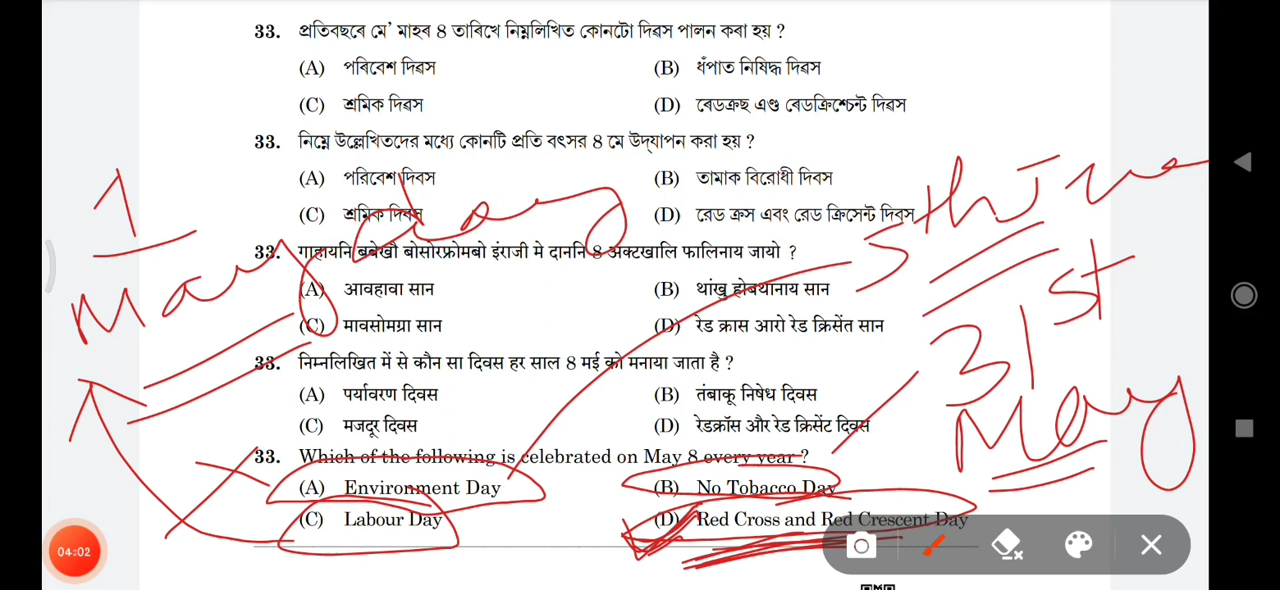 33. প্ৰতিবছৰে মে' মাহৰ 8 তাৰিখে নিম্নলিখিত কোনটো দিৱস পালন কৰা হয় ?
(A) পৰিবেশ দিৱস (B) ধঁপাত নিষিদ্ধ দিৱস
(C) শ্ৰমিক দিৱস (D) ৰেডক্ৰছ এণ্ড ৰেডক্ৰিশ্চেন্ট দিৱস
33. নিম্নে উল্লেখিতদের মধ্যে কোনটি প্রতি বৎসর 8 মে উদ্‌যাপন করা হয় ?
(A) পরিবেশ দিবস (B) তামাক বিরোধী দিবস
(C) শ্রমিক দিবস (D) রেড ক্রস এবং রেড ক্রিসেন্ট দিবস
33. गाहायनि बबेखौ बोसोरफ्रोमबो इंराजी मे दाननि 8 अक्टखालि फालिनाय जायो ?
(A) आवहावा सान (B) थांखु होबथानाय सान
(C) मावसोमग्रा सान (D) रेड क्रास आरो रेड क्रिसेंत सान
33. निम्नलिखित में से कौन सा दिवस हर साल 8 मई को मनाया जाता है ?
(A) पर्यावरण दिवस (B) तंबाकू निषेध दिवस
(C) मजदूर दिवस (D) रेडक्रॉस और रेड क्रिसेंट दिवस
33. Which of the following is celebrated on May 8 every year ?
(A) Environment Day (B) No Tobacco Day
(C) Labour Day (D) Red Cross and Red Crescent Day
1
May
day
5th June
31st
May
04:02